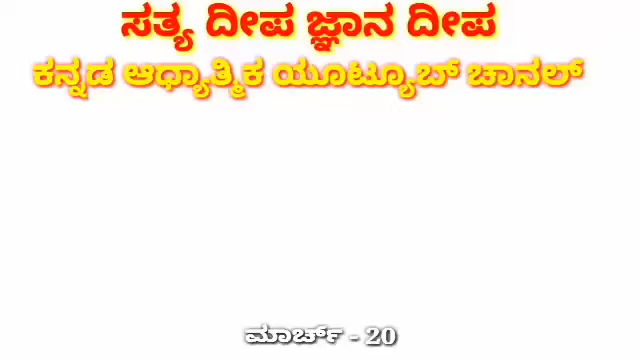 ಸತ್ಯ ದೀಪ ಜ್ಞಾನ ದೀಪ
ಕನ್ನಡ ಆಧ್ಯಾತ್ಮಿಕ ಯೂಟ್ಯೂಬ್ ಚಾನಲ್
ಮಾರ್ಚ್ - 20